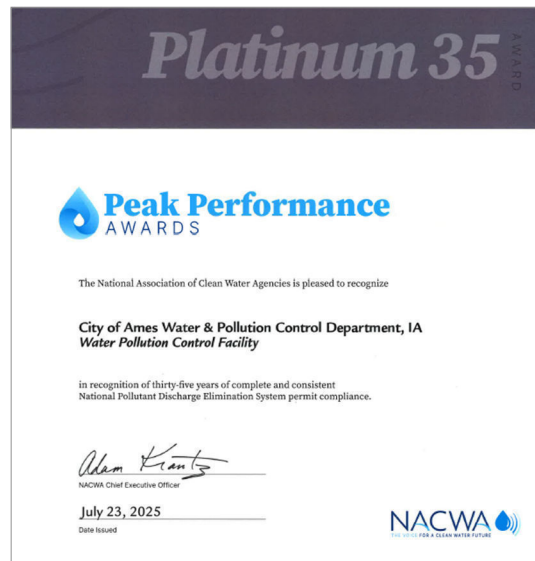 Platinum 35
AWARD
Peak Performance
AWARDS
The National Association of Clean Water Agencies is pleased to recognize
City of Ames Water & Pollution Control Department, IA
Water Pollution Control Facility
in recognition of thirty-five years of complete and consistent
National Pollutant Discharge Elimination System permit compliance.
Adam Krantz
NACWA Chief Executive Officer
July 23, 2025
Date Issued
NACWA
THE VOICE FOR A CLEAN WATER FUTURE